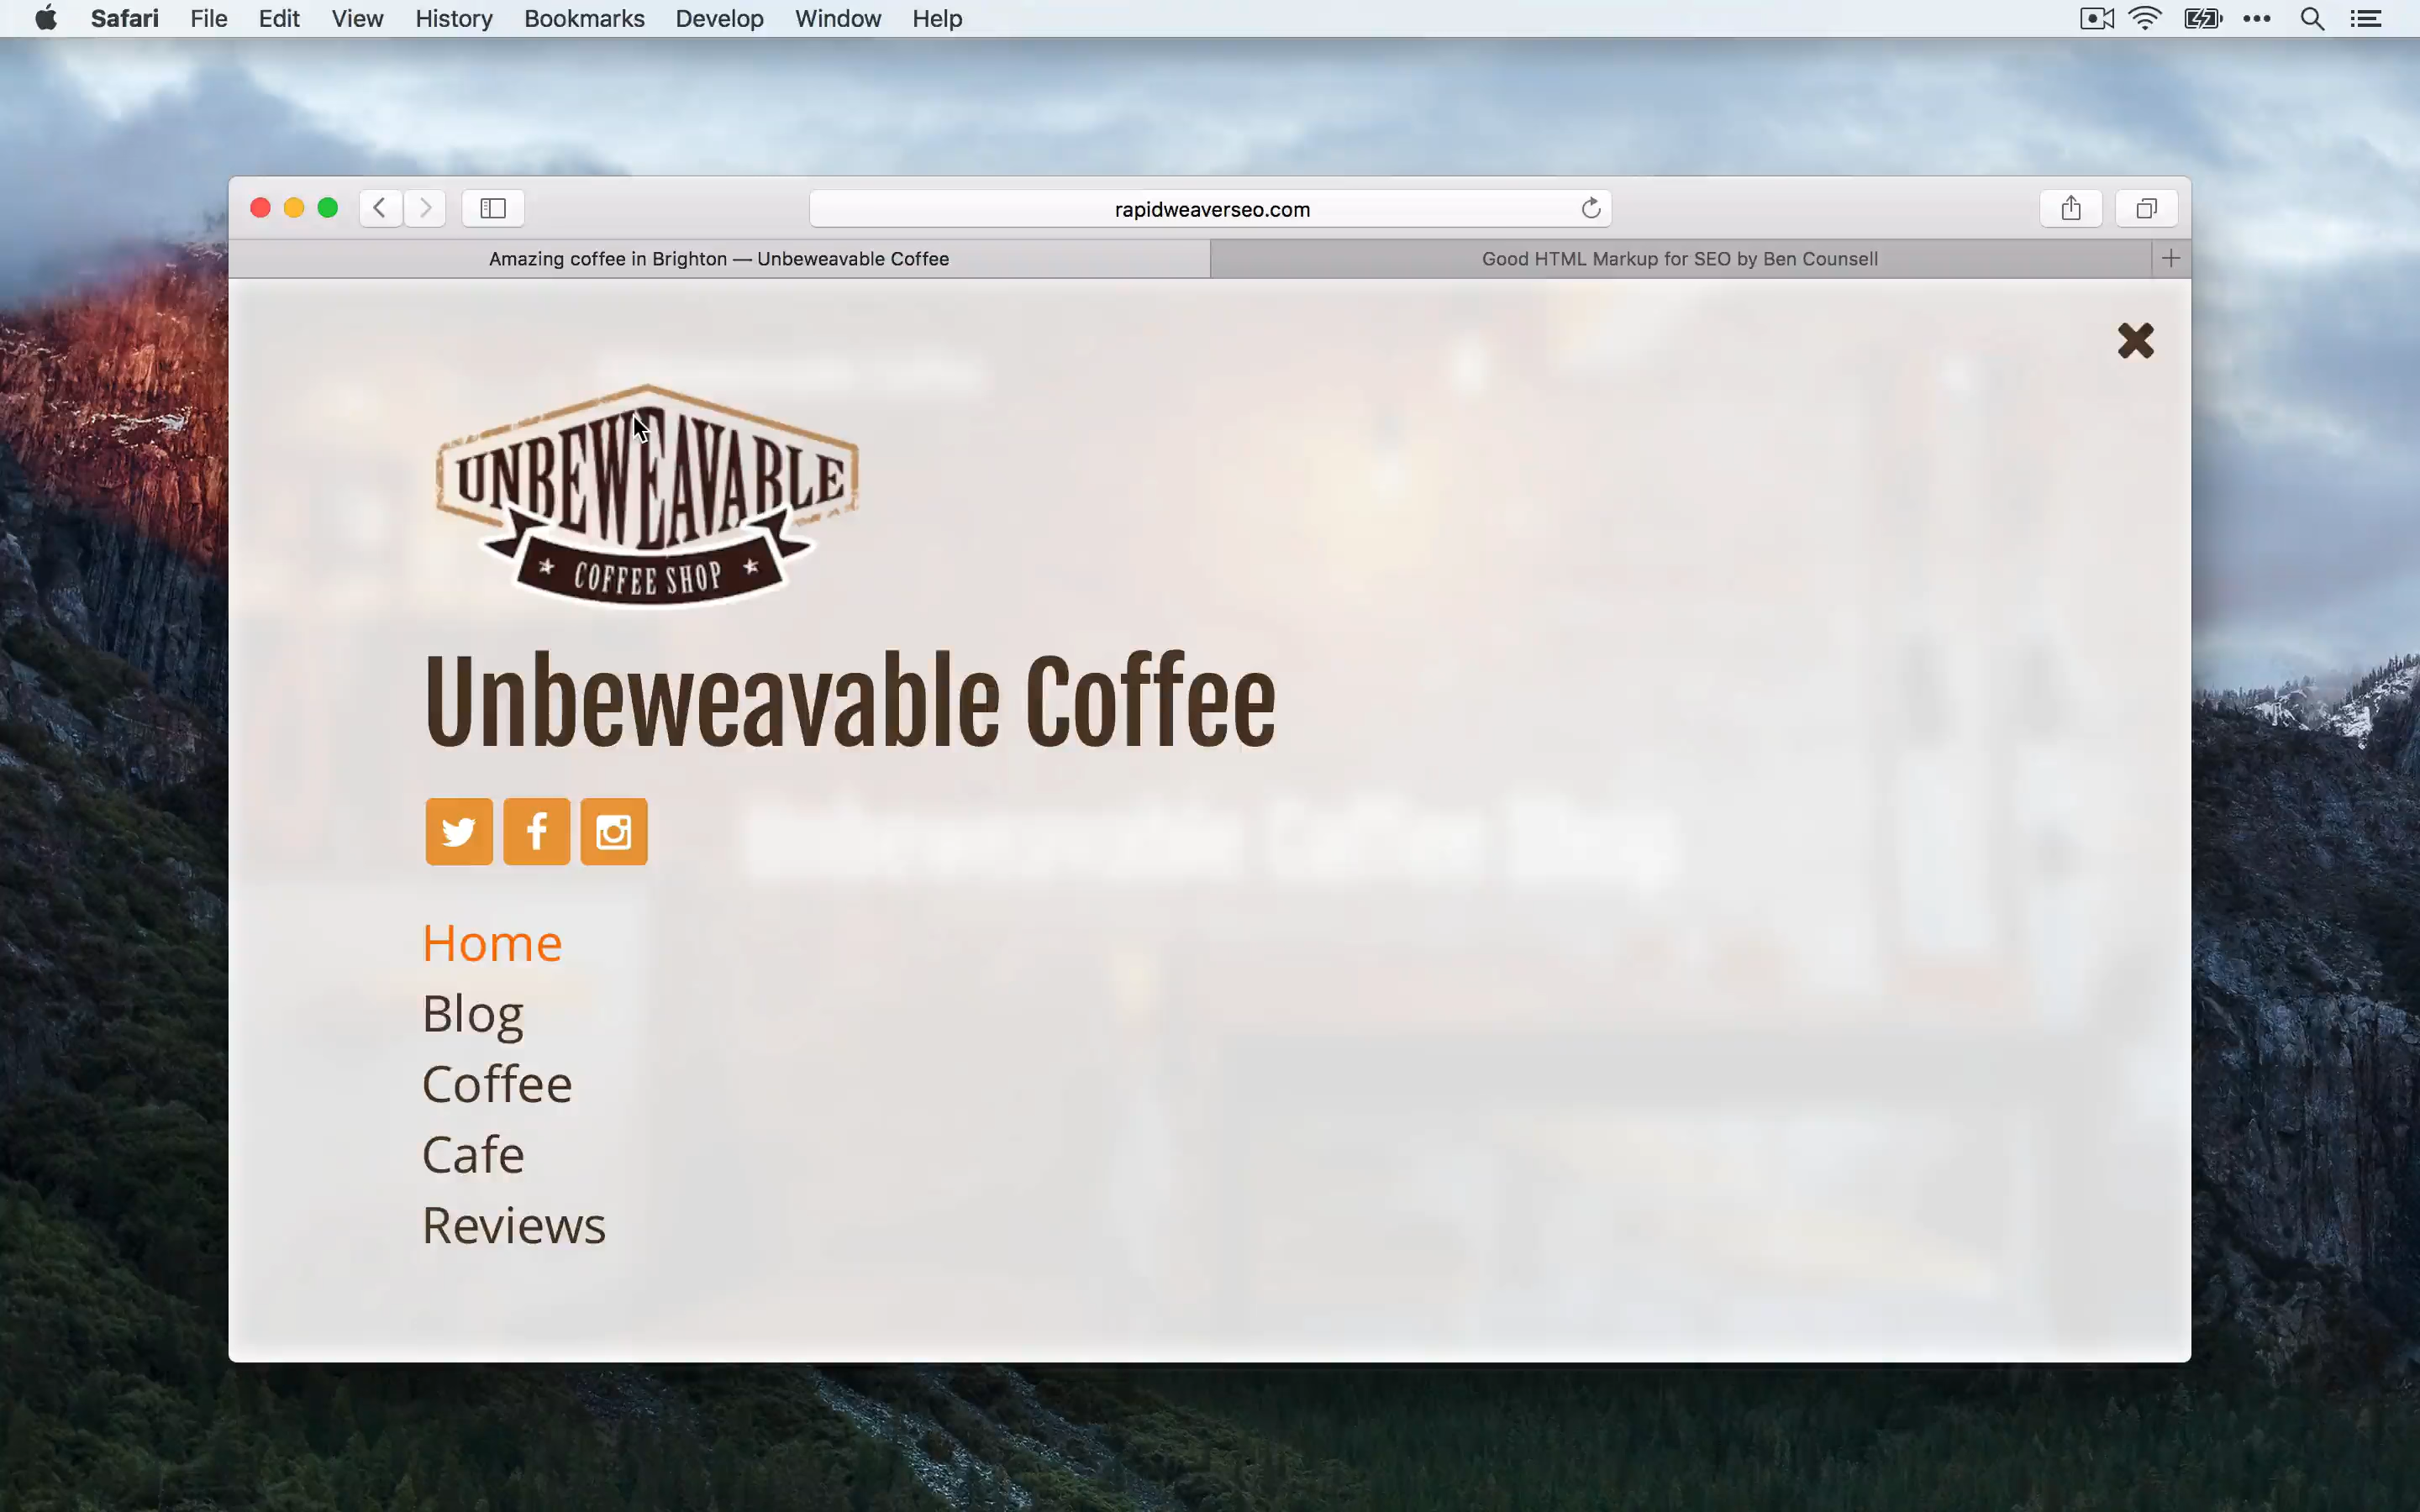 Safari File Edit View History Bookmarks Develop Window Help
rapidweaverseo.com
Amazing coffee in Brighton — Unbeweavable Coffee
Good HTML Markup for SEO by Ben Counsell
UNBEWEAVABLE
COFFEE SHOP
Unbeweavable Coffee
Home
Blog
Coffee
Cafe
Reviews